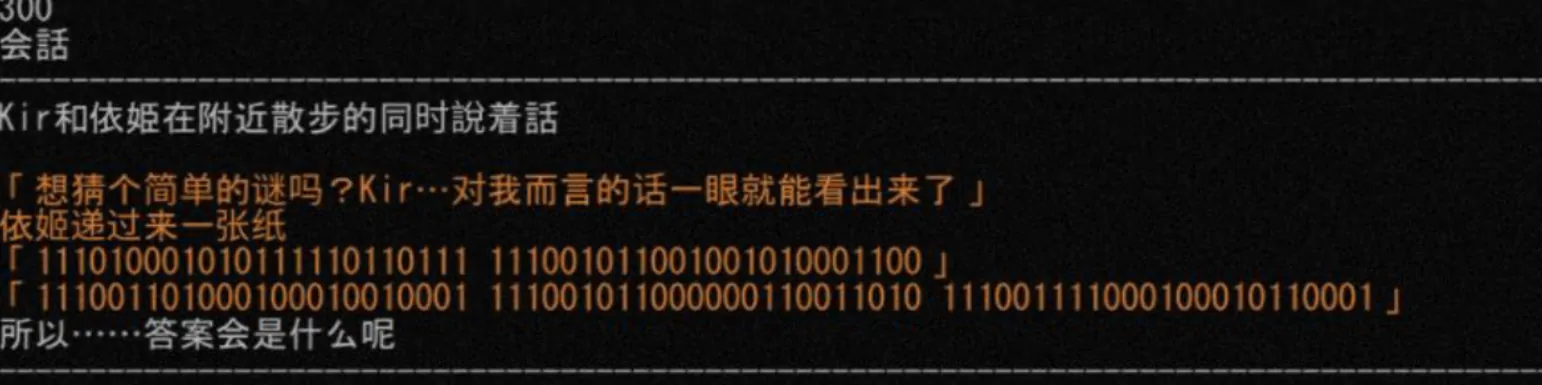 300
会話
Kir和依姫在附近散步的同时說着話
「 想猜个简单的谜吗？Kir…对我而言的话一眼就能看出来了 」
依姬递过来一张纸
「 111010001010111110110111 111001011001001010001100 」
「 111001101000100010010001 111001011000000110011010 111001111000100010110001 」
所以……答案会是什么呢